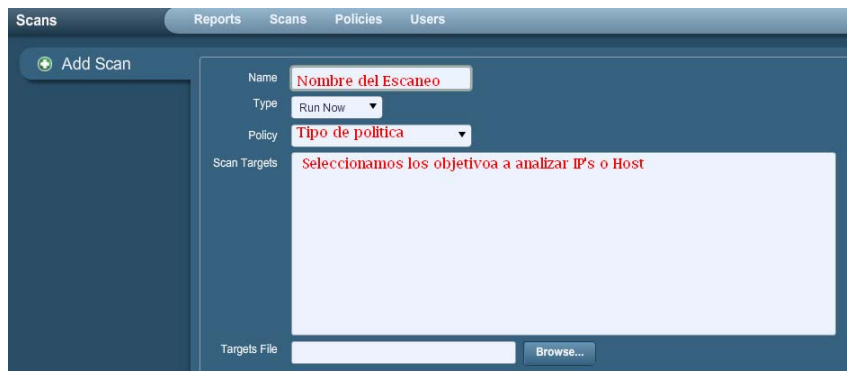 Scans Reports Scans Policies Users
Add Scan
Name Nombre del Escaneo
Type Run Now
Policy Tipo de politica
Scan Targets Seleccionamos los objetivoa a analizar IP's o Host
Targets File Browse...